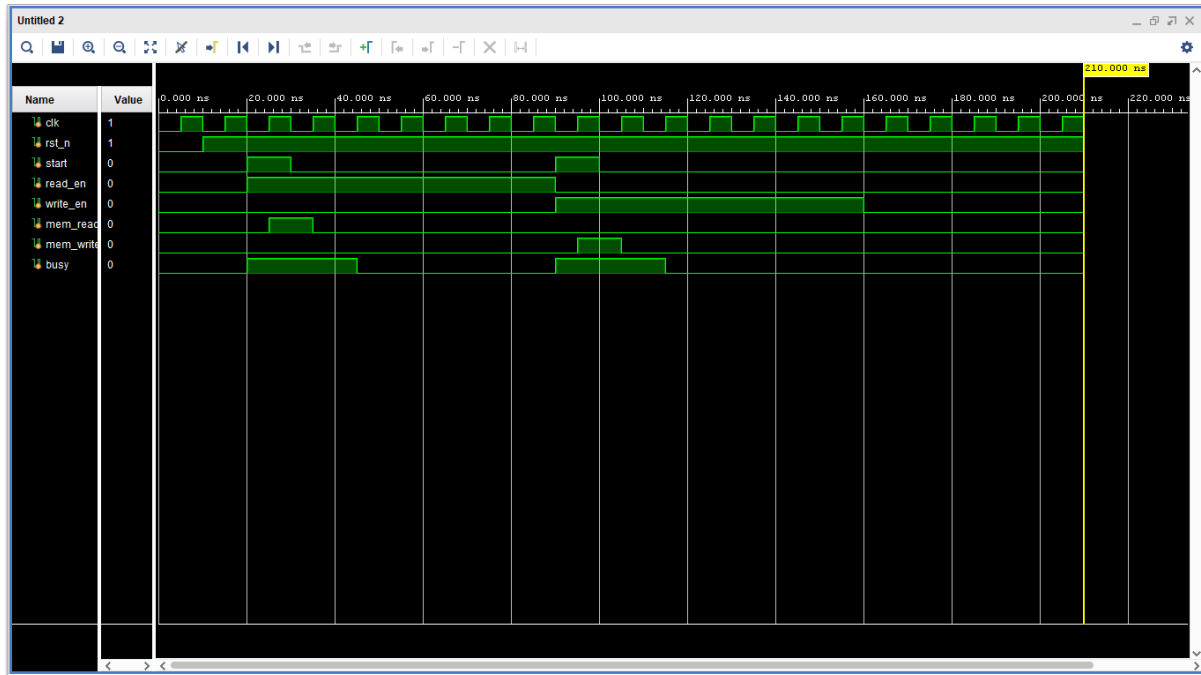 Untitled 2
210.000 ns
Name Value
0.000 ns 20.000 ns 40.000 ns 60.000 ns 80.000 ns 100.000 ns 120.000 ns 140.000 ns 160.000 ns 180.000 ns 200.000 ns 220.000 ns
clk 1
rst_n 1
start 0
read_en 0
write_en 0
mem_read 0
mem_write 0
busy 0